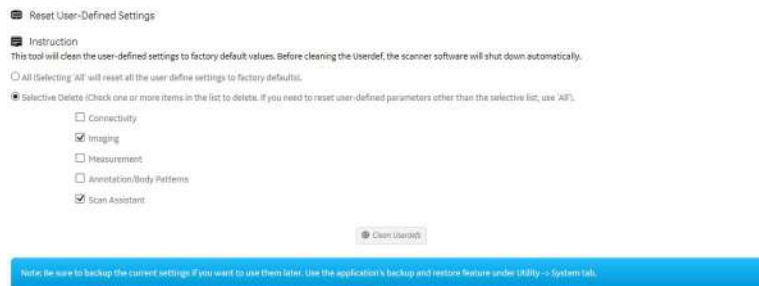 Reset User-Defined Settings
Instruction
This tool will clean the user-defined settings to factory default values. Before cleaning the Userdef, the scanner software will shut down automatically.
All (Selecting 'All' will reset all the user define settings to factory defaults).
Selective Delete (Check one or more items in the list to delete. If you need to reset user-defined parameters other than the selective list, use 'All').
Connectivity
Imaging
Measurement
Annotation/Body Patterns
Scan Assistant
Clean Userdefs
Note: Be sure to backup the current settings if you want to use them later. Use the application's backup and restore feature under Utility--> System tab.